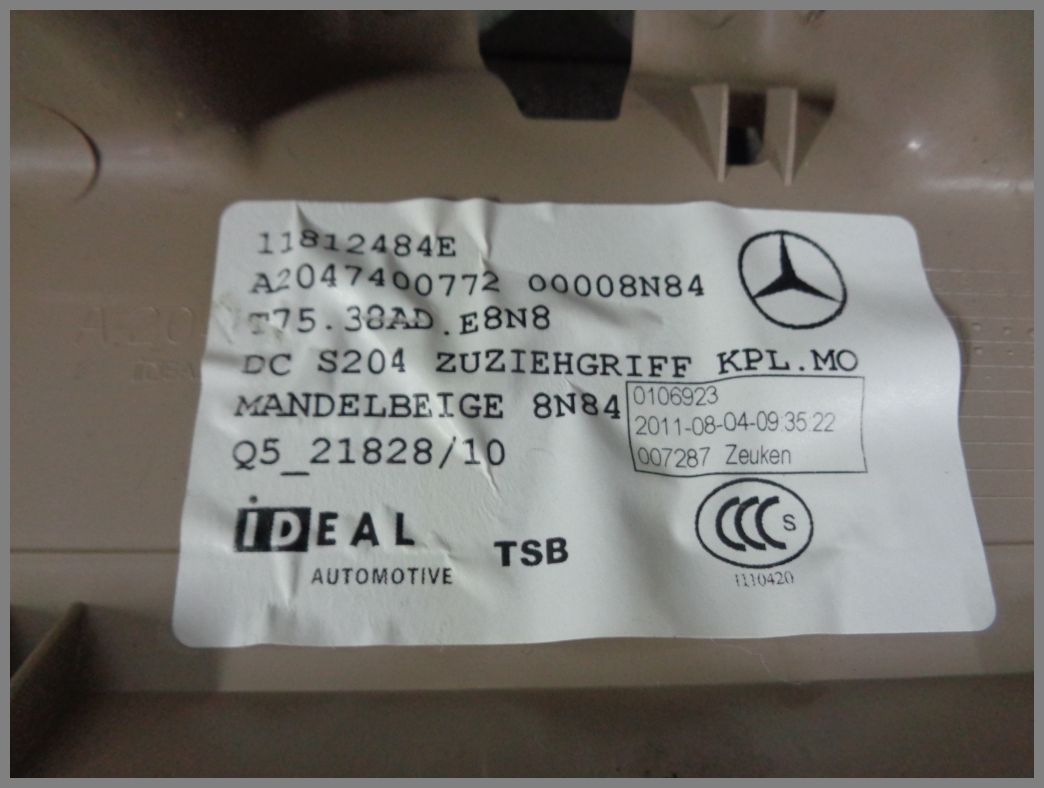 11812484E
A2047400772 00008N84
T75.38AD.E8N8
DC S204 ZUZIEHGRIFF KPL.MO
MANDELBEIGE 8N84
0106923
2011-08-04-09:35:22
007287 Zeuken
Q5_21828/10
CCC S
1110420
iDEAL
AUTOMOTIVE
TSB